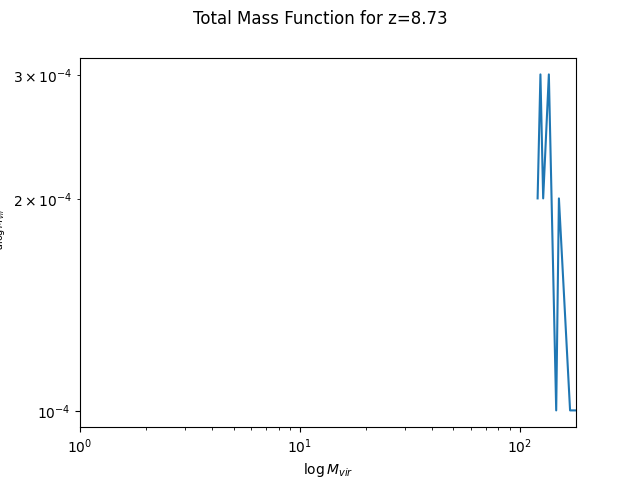 Total Mass Function for z=8.73
3 × 10⁻⁴
2 × 10⁻⁴
10⁻⁴
10⁰ 10¹ 10²
log M_vir